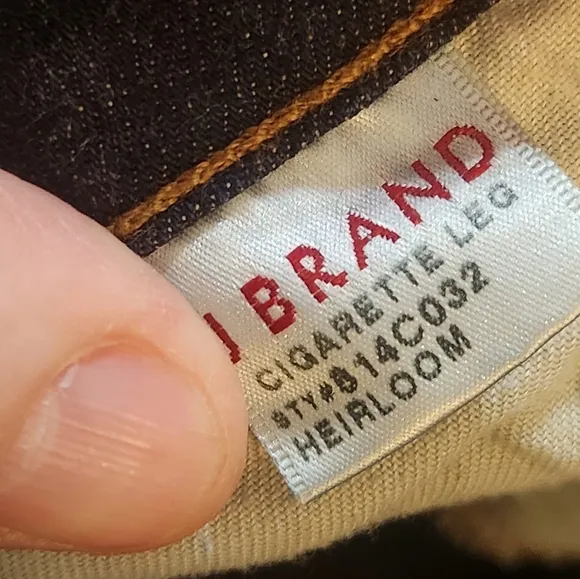 J BRAND
CIGARETTE LEG
STY#814C032
HEIRLOOM